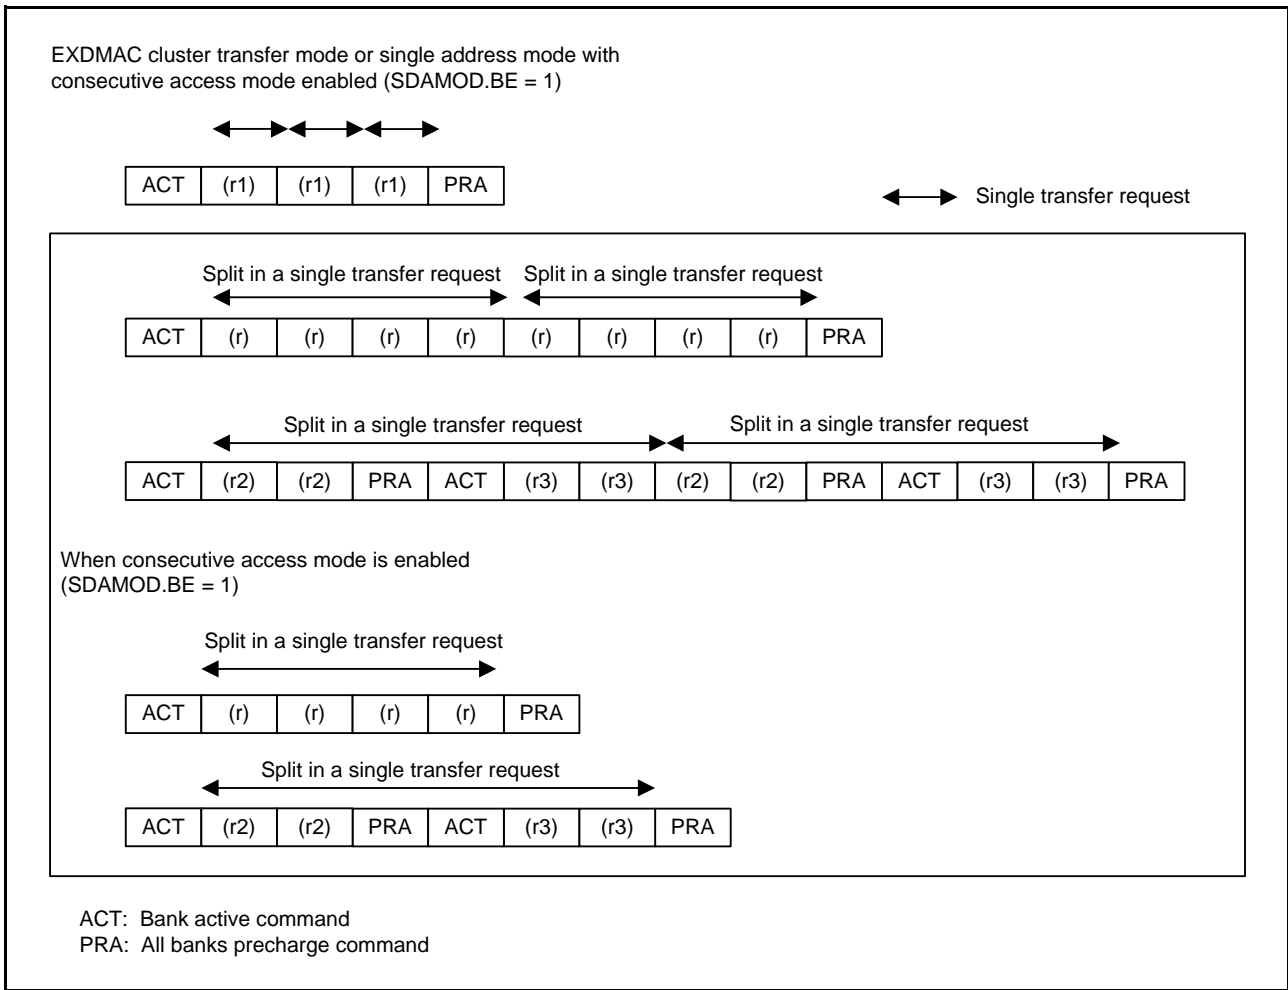 EXDMAC cluster transfer mode or single address mode with
consecutive access mode enabled (SDAMOD.BE = 1)
ACT (r1) (r1) (r1) PRA
Single transfer request
Split in a single transfer request Split in a single transfer request
ACT (r) (r) (r) (r) (r) (r) (r) (r) PRA
Split in a single transfer request Split in a single transfer request
ACT (r2) (r2) PRA ACT (r3) (r3) (r2) (r2) PRA ACT (r3) (r3) PRA
When consecutive access mode is enabled
(SDAMOD.BE = 1)
Split in a single transfer request
ACT (r) (r) (r) (r) PRA
Split in a single transfer request
ACT (r2) (r2) PRA ACT (r3) (r3) PRA
ACT: Bank active command
PRA: All banks precharge command